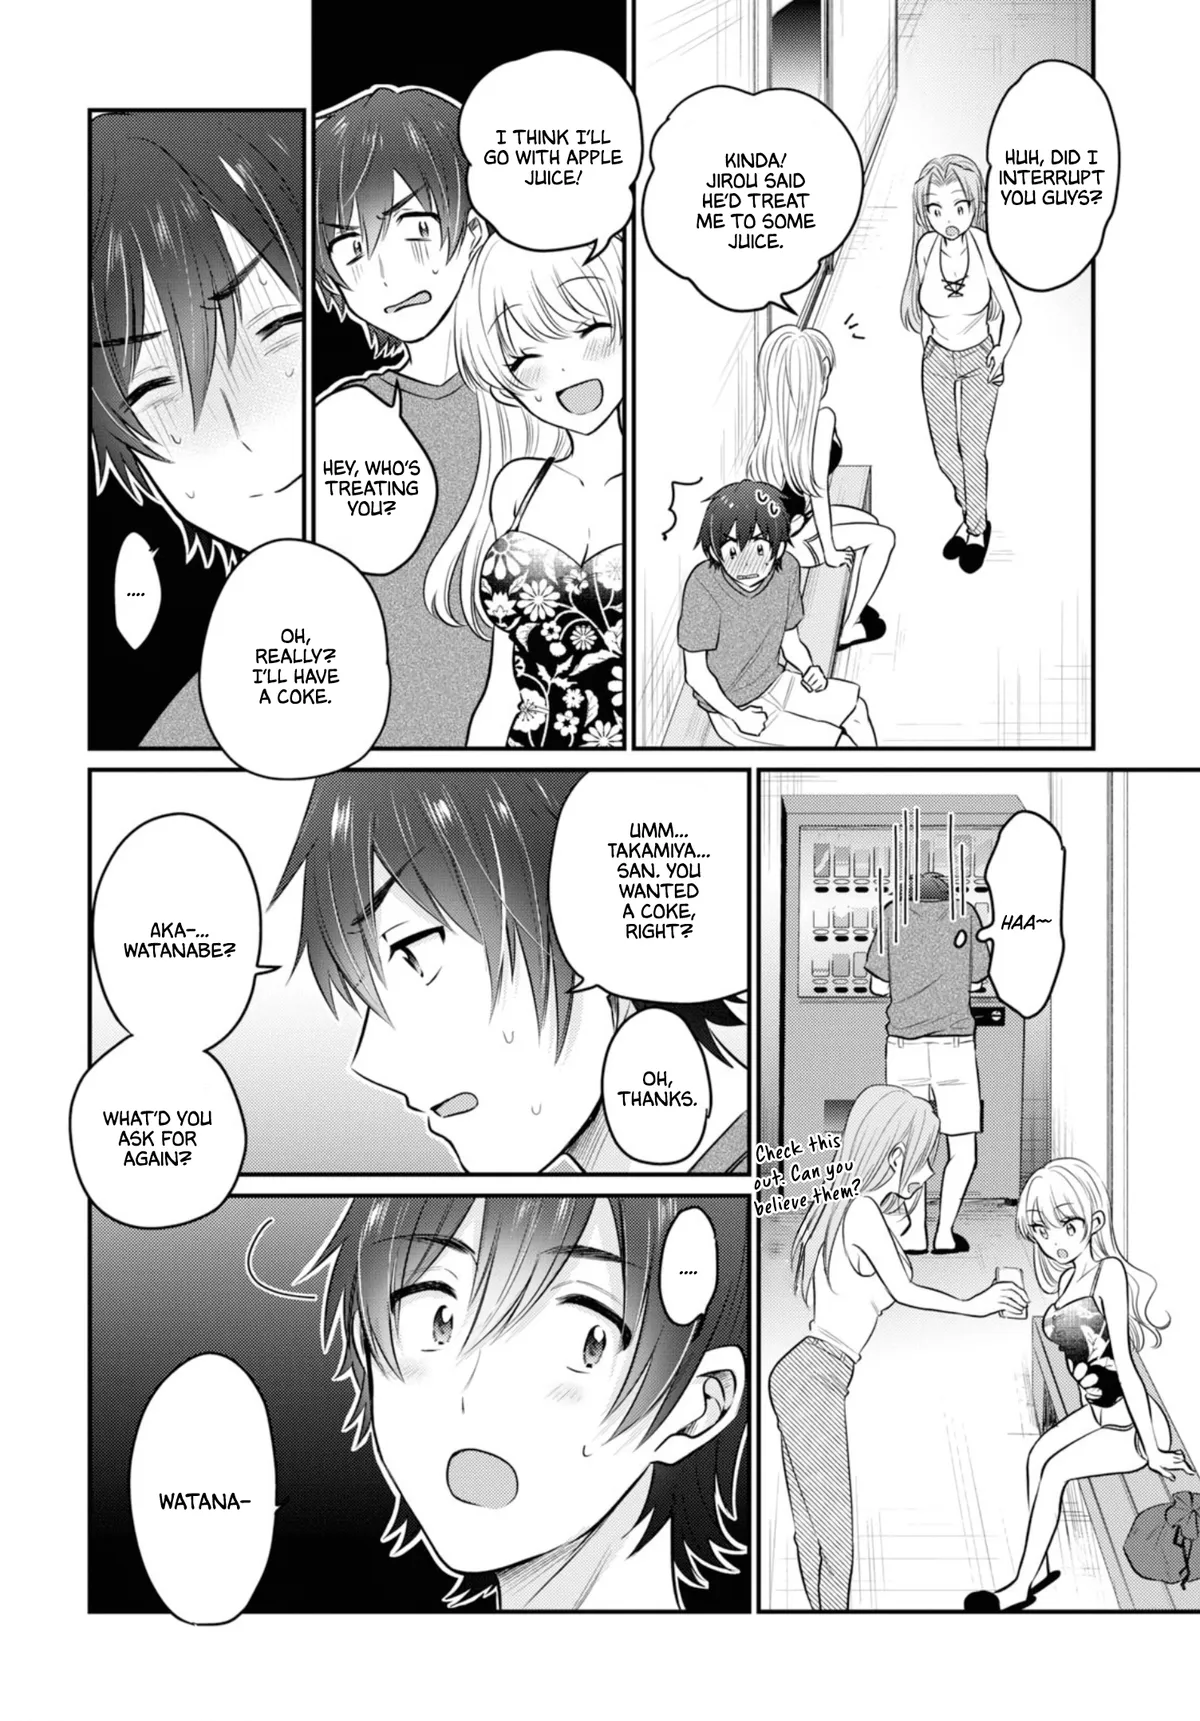 HUH, DID I
INTERRUPT
YOU GUYS?
KINDA!
JIROU SAID
HE'D TREAT
ME TO SOME
JUICE.
I THINK I'LL
GO WITH APPLE
JUICE!
HEY, WHO'S
TREATING
YOU?
OH,
REALLY?
I'LL HAVE
A COKE.
....
HAA~
Check this
out. Can you
believe them?
UMM...
TAKAMIYA...
SAN. YOU
WANTED
A COKE,
RIGHT?
OH,
THANKS.
AKA-...
WATANABE?
WHAT'D YOU
ASK FOR
AGAIN?
....
WATANA-